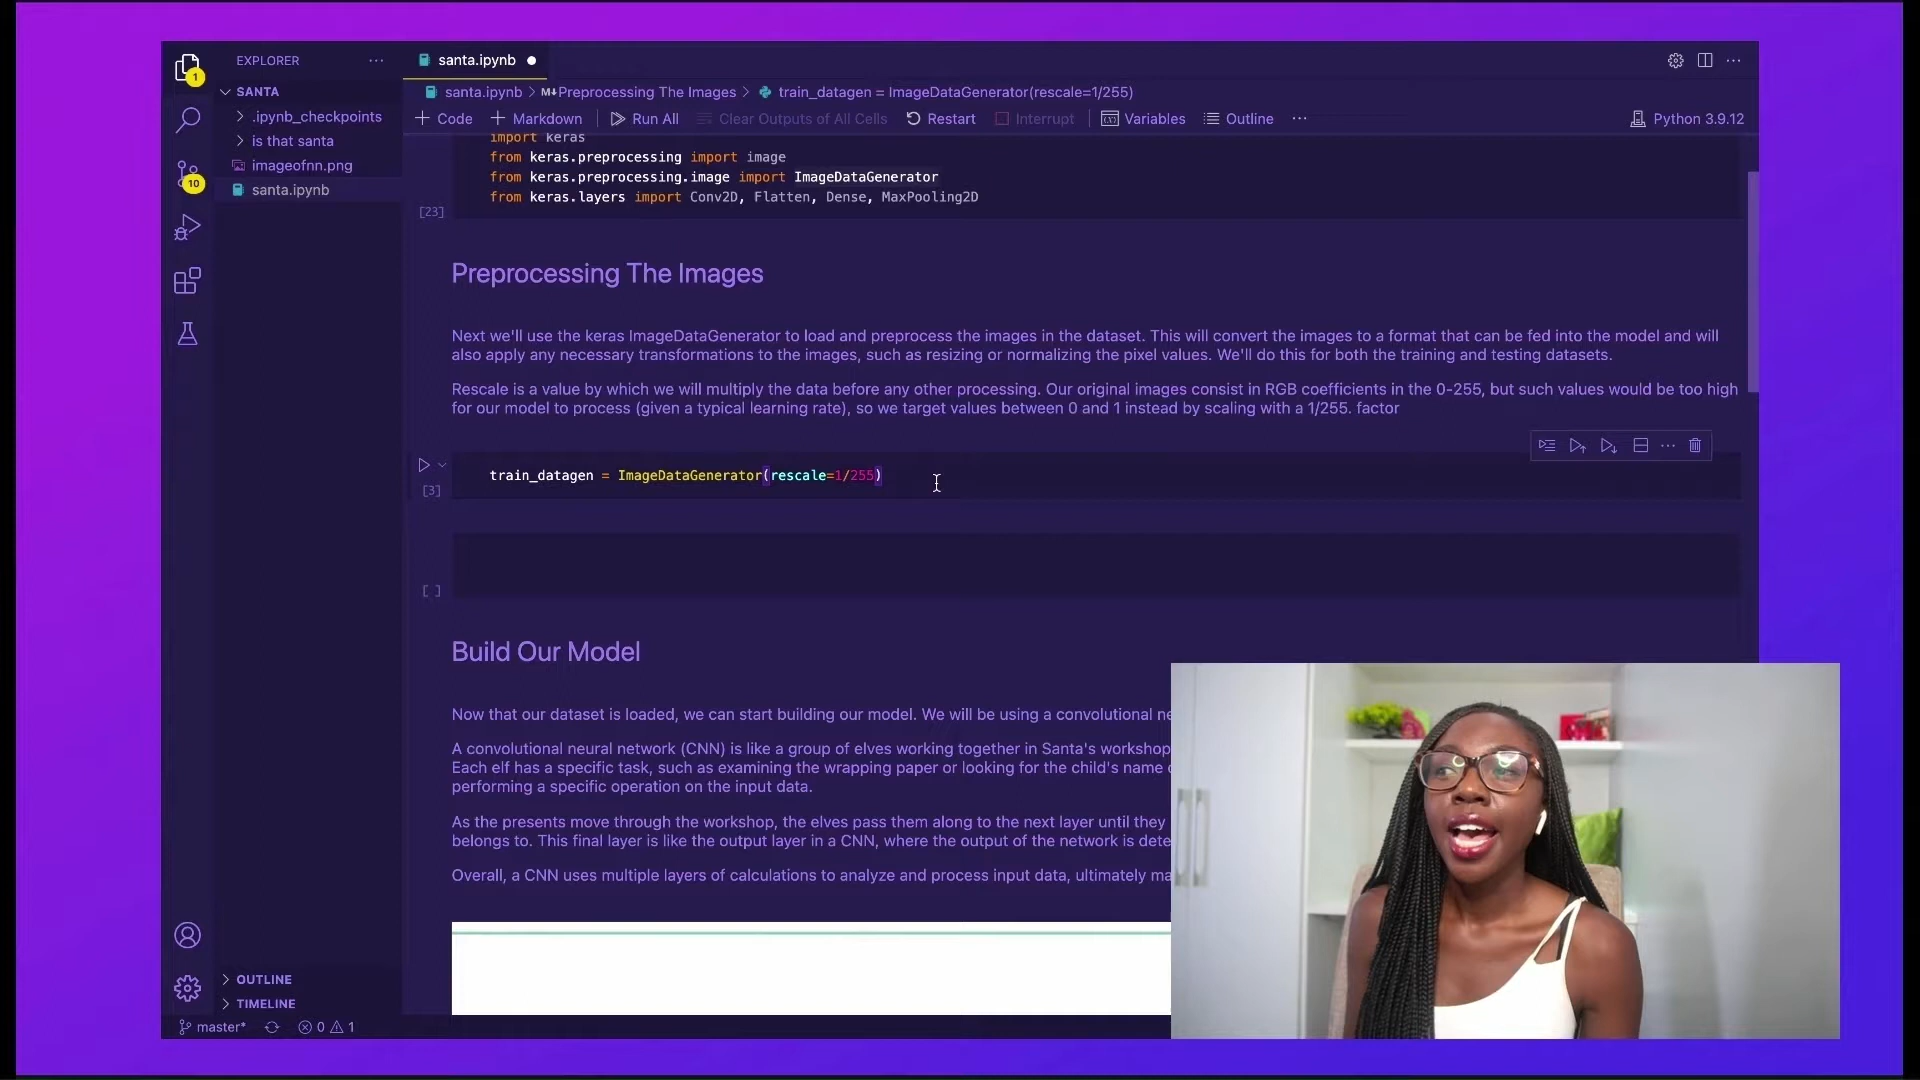 EXPLORER
SANTA
.ipynb_checkpoints
is that santa
imageofnn.png
santa.ipynb
OUTLINE
TIMELINE
1
10
master*
0 1
santa.ipynb
santa.ipynb > M↓Preprocessing The Images > train_datagen = ImageDataGenerator(rescale=1/255)
+ Code + Markdown Run All Clear Outputs of All Cells Restart Interrupt Variables Outline ··· Python 3.9.12
import keras
from keras.preprocessing import image
from keras.preprocessing.image import ImageDataGenerator
from keras.layers import Conv2D, Flatten, Dense, MaxPooling2D
[23]
Preprocessing The Images
Next we'll use the keras ImageDataGenerator to load and preprocess the images in the dataset. This will convert the images to a format that can be fed into the model and will
also apply any necessary transformations to the images, such as resizing or normalizing the pixel values. We'll do this for both the training and testing datasets.
Rescale is a value by which we will multiply the data before any other processing. Our original images consist in RGB coefficients in the 0-255, but such values would be too high
for our model to process (given a typical learning rate), so we target values between 0 and 1 instead by scaling with a 1/255. factor
train_datagen = ImageDataGenerator(rescale=1/255)
[3]
[ ]
Build Our Model
Now that our dataset is loaded, we can start building our model. We will be using a convolutional ne
A convolutional neural network (CNN) is like a group of elves working together in Santa's workshop
Each elf has a specific task, such as examining the wrapping paper or looking for the child's name
performing a specific operation on the input data.
As the presents move through the workshop, the elves pass them along to the next layer until they
belongs to. This final layer is like the output layer in a CNN, where the output of the network is dete
Overall, a CNN uses multiple layers of calculations to analyze and process input data, ultimately ma